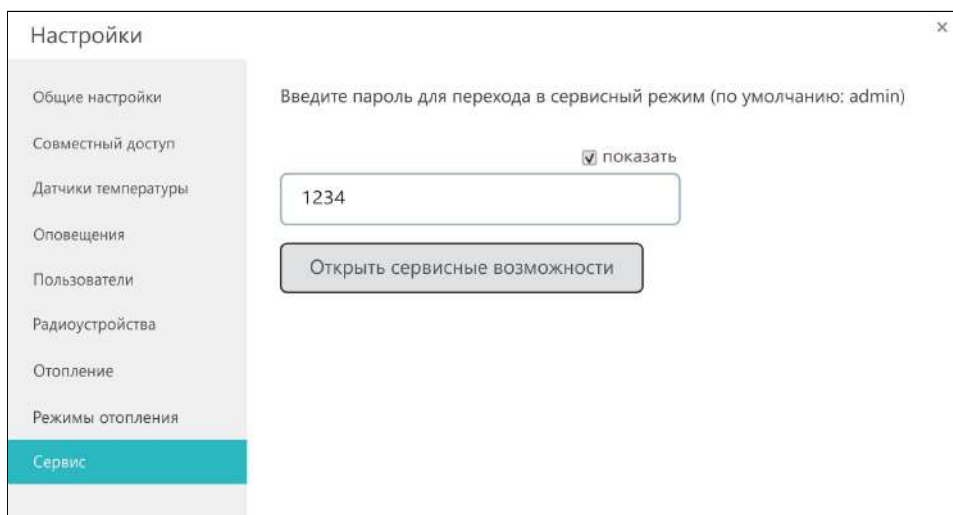 Настройки
×
Общие настройки
Совместный доступ
Датчики температуры
Оповещения
Пользователи
Радиоустройства
Отопление
Режимы отопления
Сервис
Введите пароль для перехода в сервисный режим (по умолчанию: admin)
показать
1234
Открыть сервисные возможности